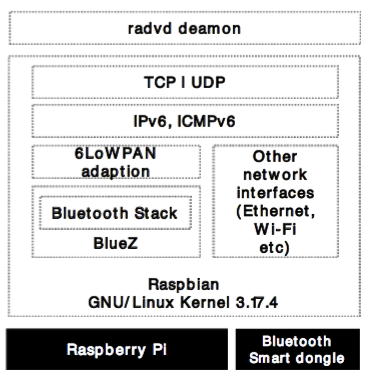 radvd deamon
TCP | UDP
IPv6, ICMPv6
6LoWPAN
adaption
Bluetooth Stack
BlueZ
Other
network
interfaces
(Ethernet,
Wi-Fi
etc)
Raspbian
GNU/Linux Kernel 3.17.4
Raspberry Pi
Bluetooth
Smart dongle